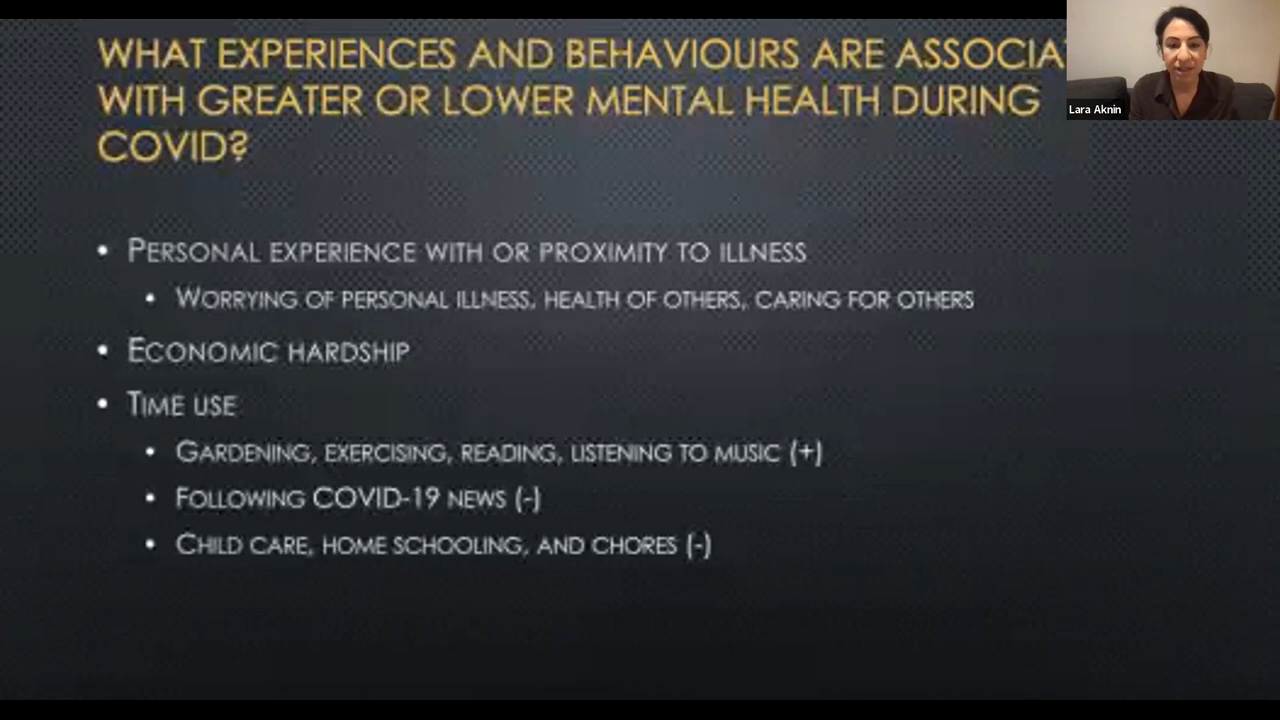 WHAT EXPERIENCES AND BEHAVIOURS ARE ASSOCIA
WITH GREATER OR LOWER MENTAL HEALTH DURING
COVID?
Lara Aknin
• PERSONAL EXPERIENCE WITH OR PROXIMITY TO ILLNESS
• WORRYING OF PERSONAL ILLNESS, HEALTH OF OTHERS, CARING FOR OTHERS
• ECONOMIC HARDSHIP
• TIME USE
• GARDENING, EXERCISING, READING, LISTENING TO MUSIC (+)
• FOLLOWING COVID-19 NEWS (-)
• CHILD CARE, HOME SCHOOLING, AND CHORES (-)